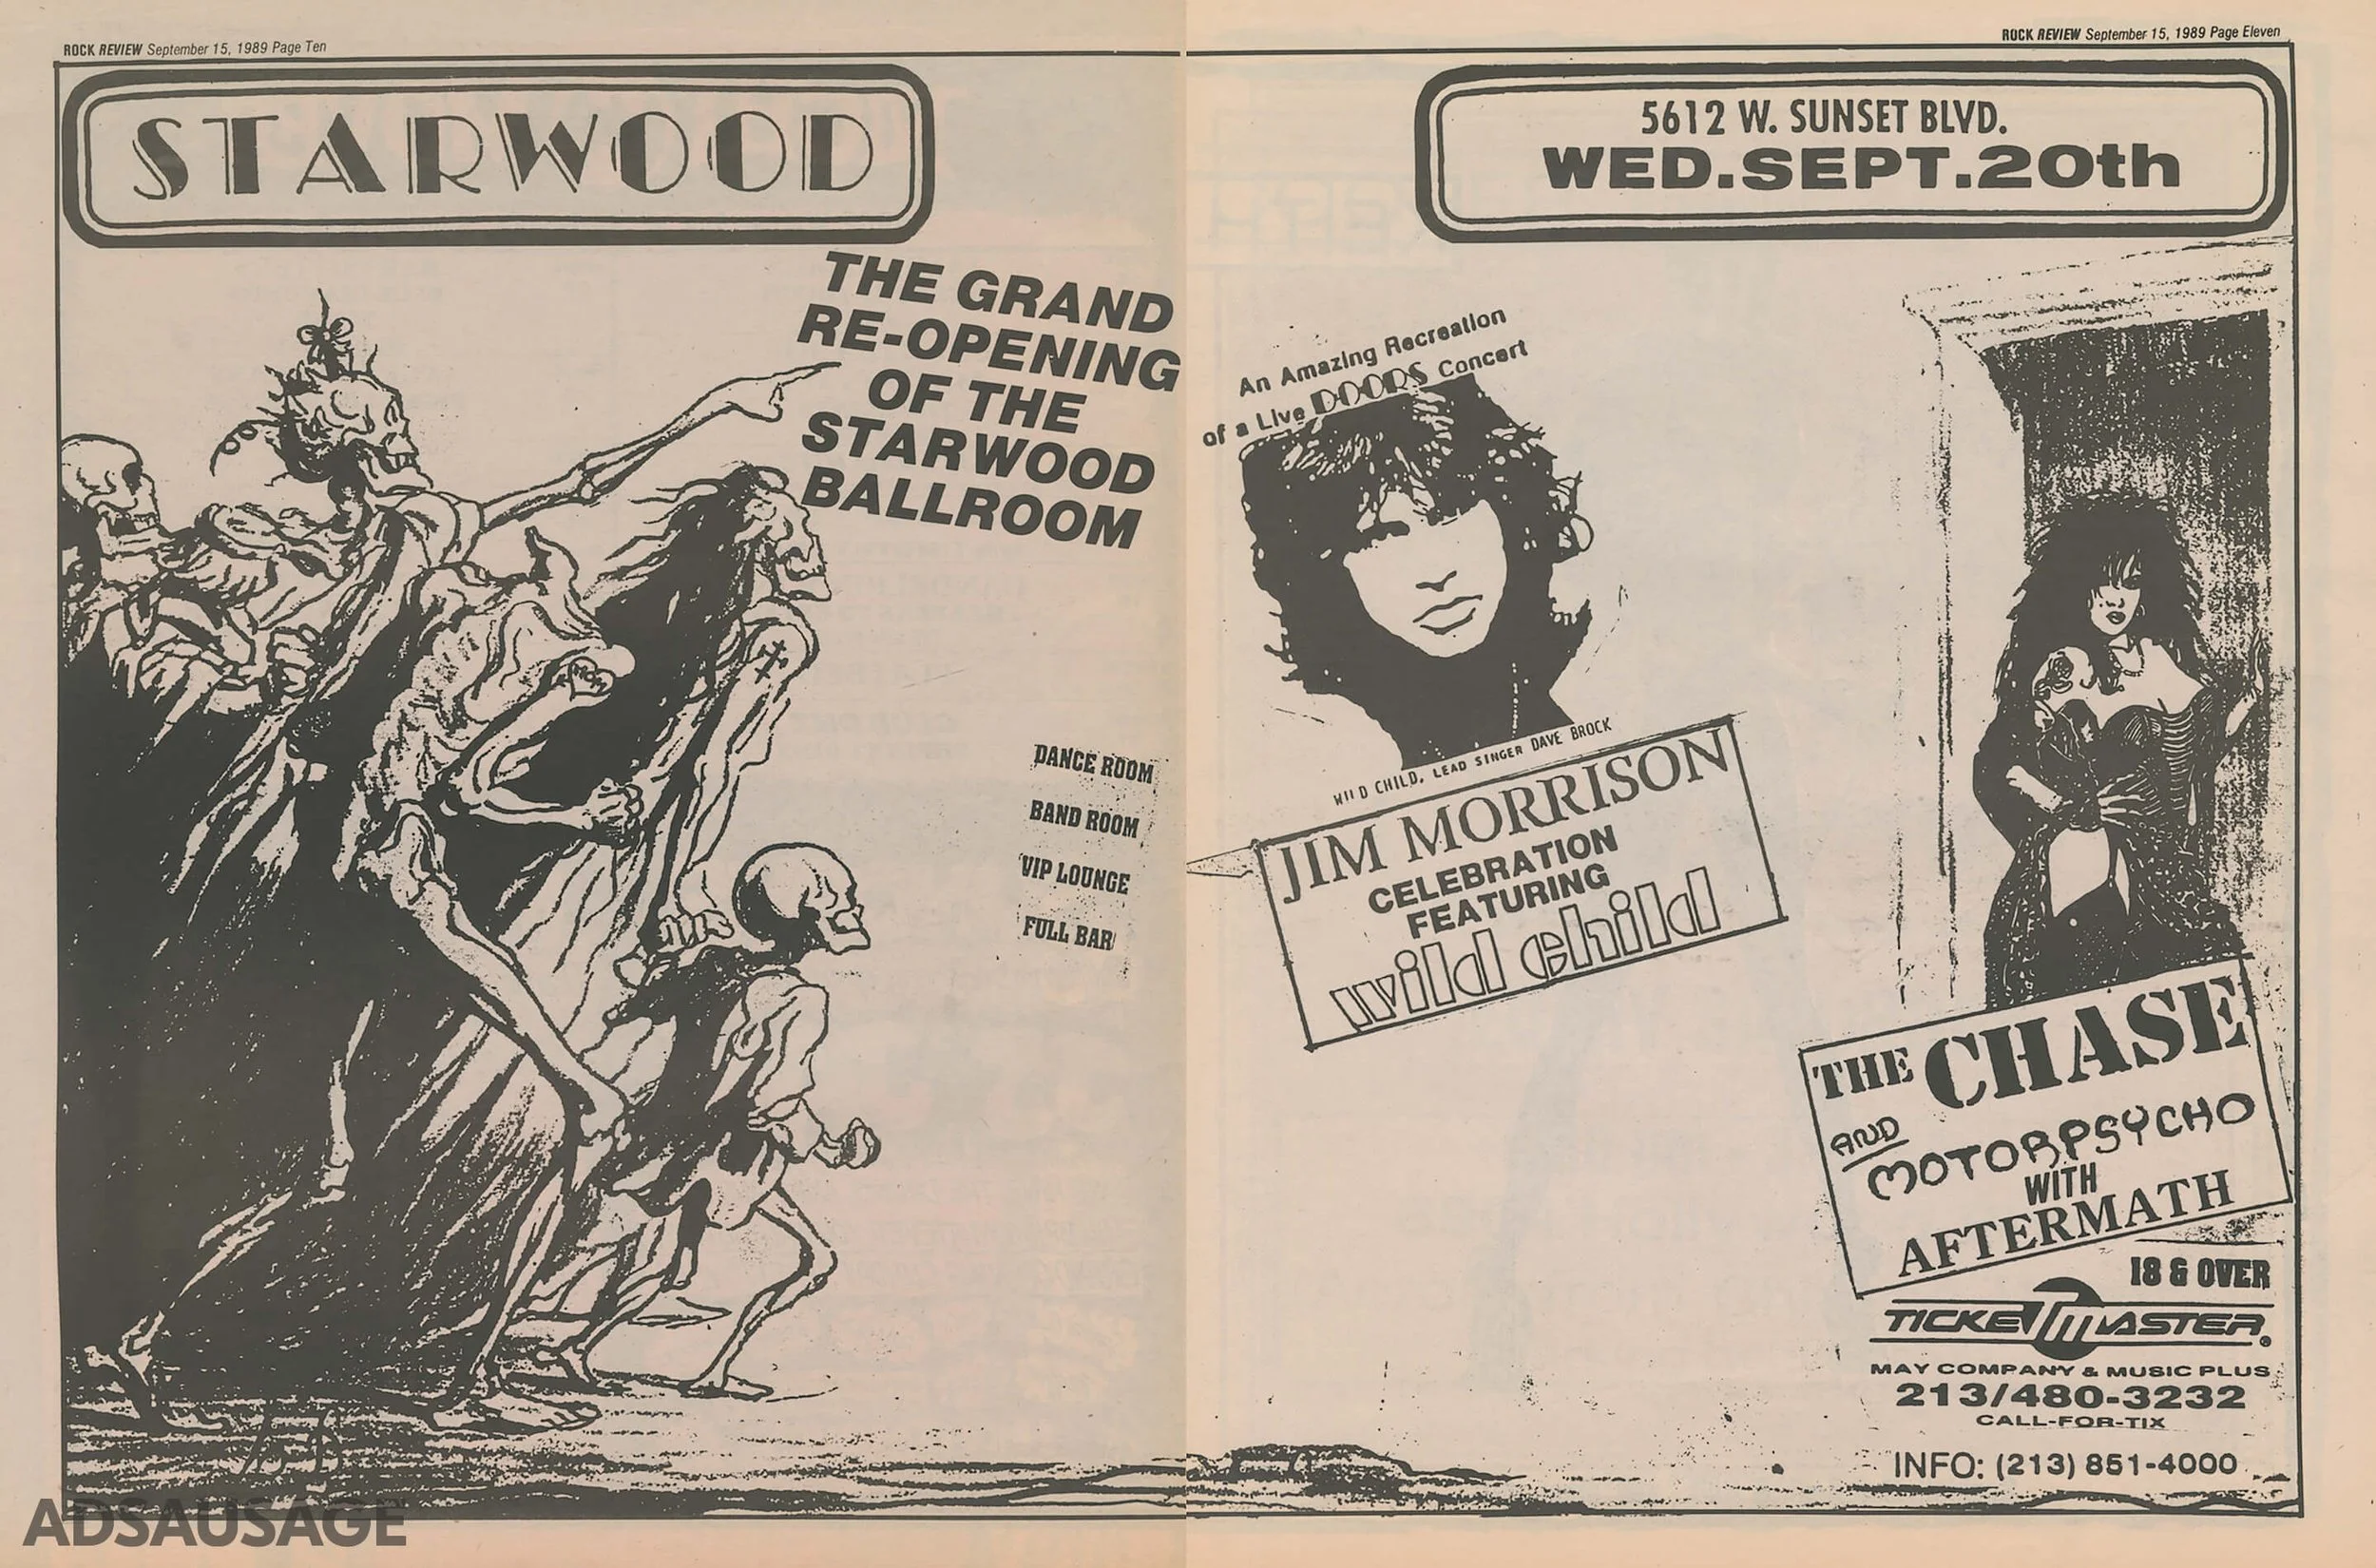 ROCK REVIEW September 15, 1989 Page Ten
STARWOOD
THE GRAND
RE-OPENING
OF THE
STARWOOD
BALLROOM
DANCE ROOM
BAND ROOM
VIP LOUNGE
FULL BAR
ADSAUSAGE
ROCK REVIEW September 15, 1989 Page Eleven
5612 W. SUNSET BLVD.
WED.SEPT.20th
An Amazing Recreation
of a Live DOORS Concert
WILD CHILD, LEAD SINGER DAVE BROCK
JIM MORRISON
CELEBRATION
FEATURING
wild child
THE CHASE
AND
MOTORPSYCHO
WITH
AFTERMATH
18 & OVER
TICKETMASTER
MAY COMPANY & MUSIC PLUS
213/480-3232
CALL-FOR-TIX
INFO: (213) 851-4000